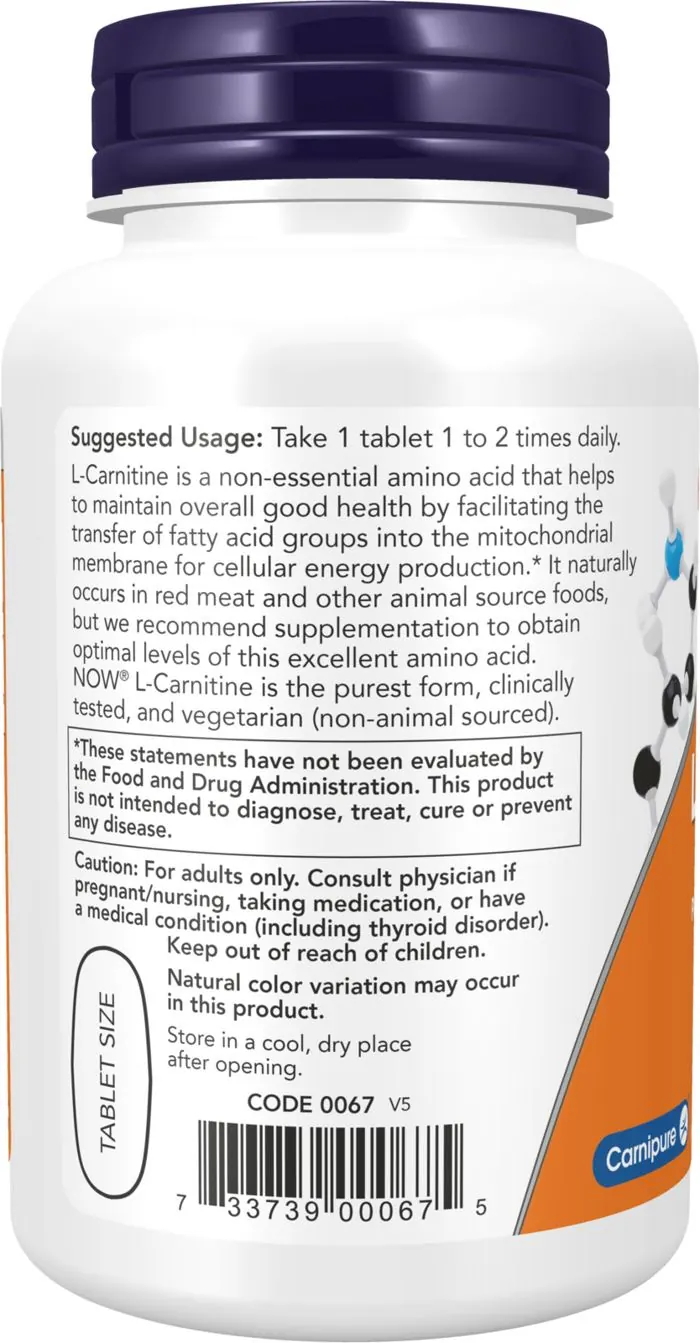 Suggested Usage: Take 1 tablet 1 to 2 times daily.
L-Carnitine is a non-essential amino acid that helps
to maintain overall good health by facilitating the
transfer of fatty acid groups into the mitochondrial
membrane for cellular energy production.* It naturally
occurs in red meat and other animal source foods,
but we recommend supplementation to obtain
optimal levels of this excellent amino acid.
NOW® L-Carnitine is the purest form, clinically
tested, and vegetarian (non-animal sourced).
*These statements have not been evaluated by
the Food and Drug Administration. This product
is not intended to diagnose, treat, cure or prevent
any disease.
Caution: For adults only. Consult physician if
pregnant/nursing, taking medication, or have
a medical condition (including thyroid disorder).
Keep out of reach of children.
Natural color variation may occur
in this product.
Store in a cool, dry place
after opening.
TABLET SIZE
CODE 0067 V5
7 33739 00067 5
Carnipure